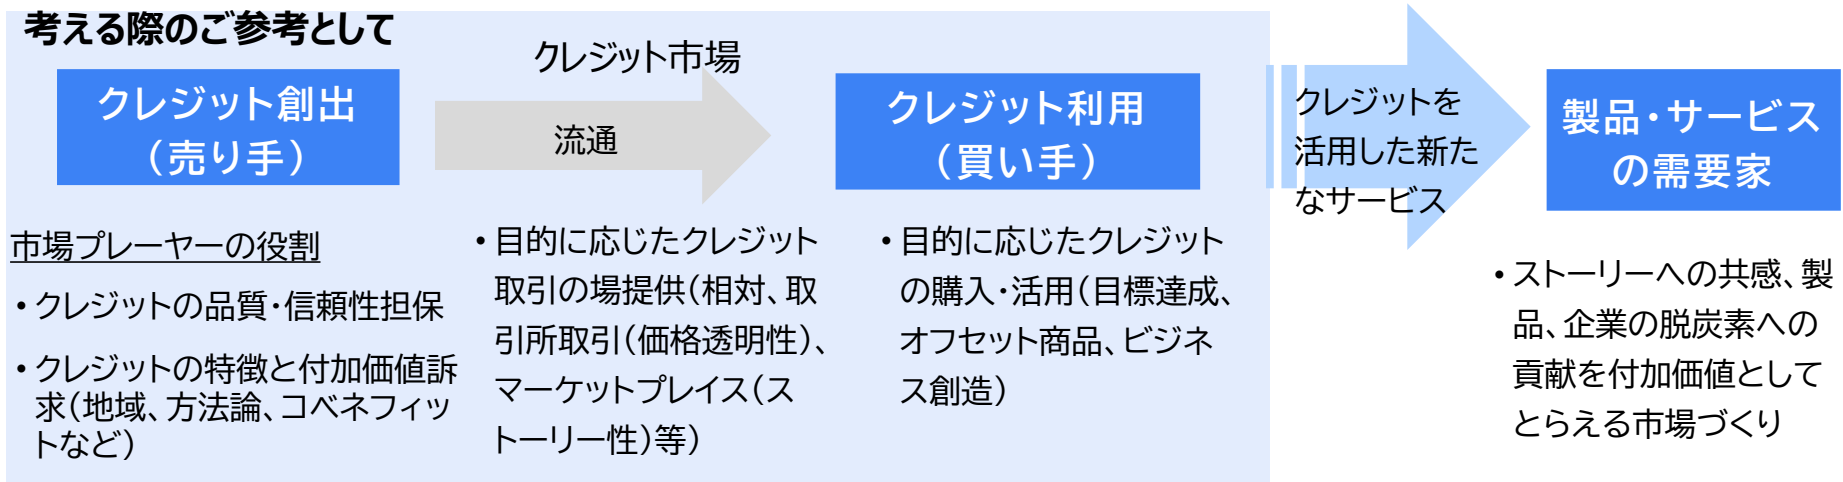 考える際のご参考として
クレジット市場
クレジット創出
（売り手）
流通
クレジット利用
（買い手）
クレジットを
活用した新た
なサービス
製品・サービス
の需要家
市場プレーヤーの役割
• クレジットの品質・信頼性担保
• クレジットの特徴と付加価値訴
求（地域、方法論、コベネフィッ
トなど）
• 目的に応じたクレジット
取引の場提供（相対、取
引所取引（価格透明性）、
マーケットプレイス（ス
トーリー性）等）
• 目的に応じたクレジット
の購入・活用（目標達成、
オフセット商品、ビジネ
ス創造）
• ストーリーへの共感、製
品、企業の脱炭素への
貢献を付加価値として
とらえる市場づくり